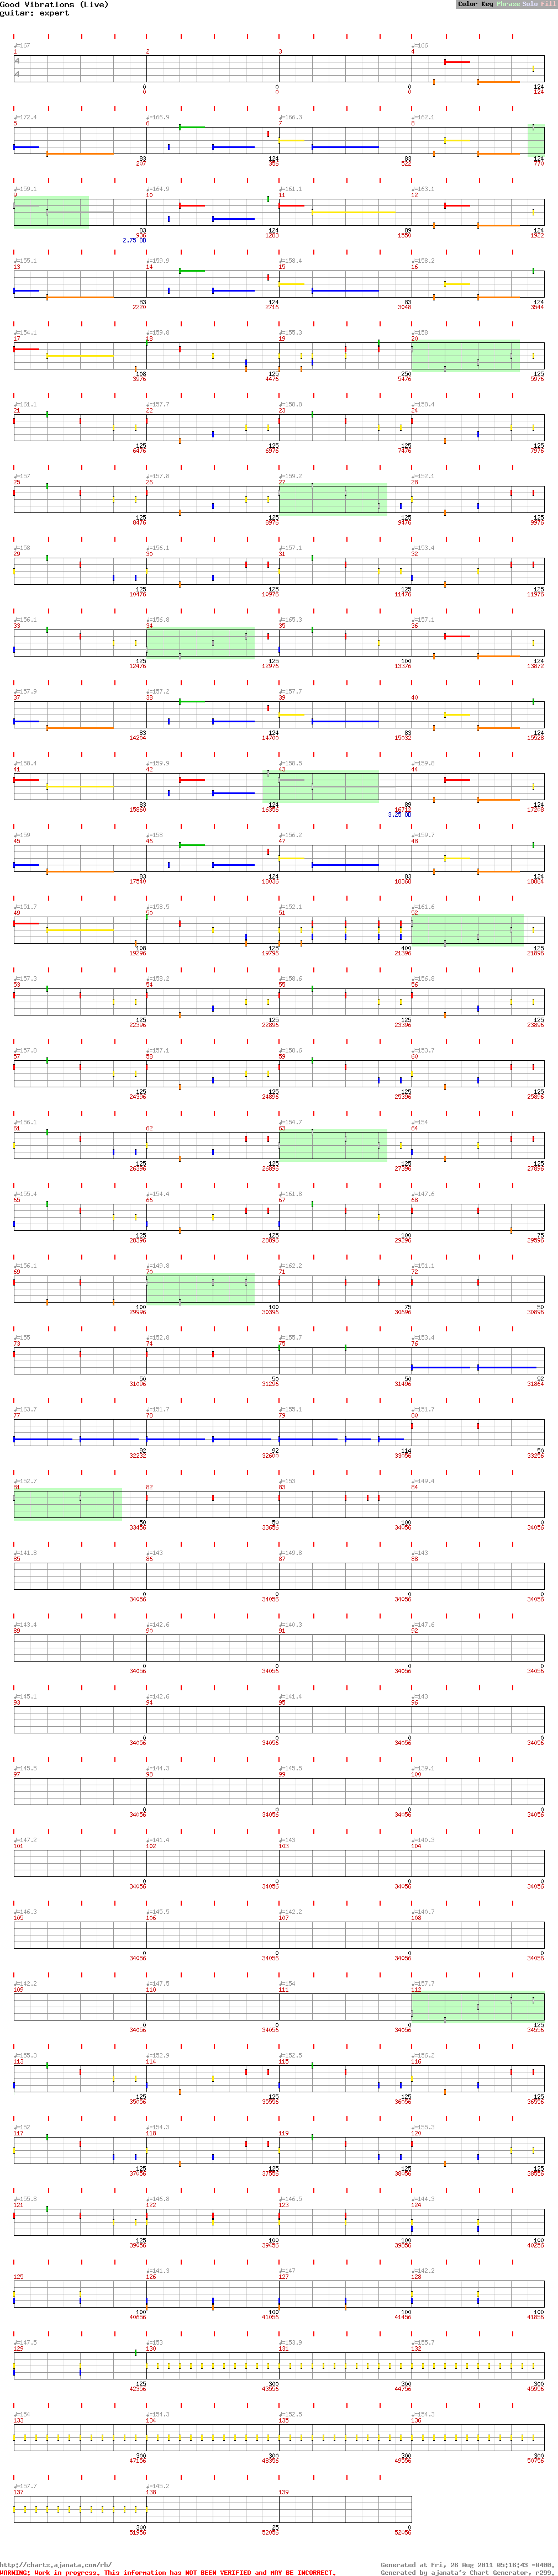 Good Vibrations (Live)
Color Key Phrase Solo Fill
guitar: expert
♩=167 ♩=166
1 2 3 4
4
4
0 0 0 124
0 0 0 124
♩=172.4 ♩=166.9 ♩=166.3 ♩=162.1
5 6 7 8
83 124 83 124
207 356 522 770
♩=159.1 ♩=164.9 ♩=161.1 ♩=163.1
9 10 11 12
83 124 89 124
936 1283 1550 1922
2.75 OD
♩=155.1 ♩=159.9 ♩=158.4 ♩=158.2
13 14 15 16
83 124 83 124
2220 2716 3048 3544
♩=154.1 ♩=159.8 ♩=155.3 ♩=158
17 18 19 20
108 125 250 125
3976 4476 5476 5976
♩=161.1 ♩=157.7 ♩=158.8 ♩=158.4
21 22 23 24
125 125 125 125
6476 6976 7476 7976
♩=157 ♩=157.8 ♩=159.2 ♩=152.1
25 26 27 28
125 125 125 125
8476 8976 9476 9976
♩=158 ♩=156.1 ♩=157.1 ♩=153.4
29 30 31 32
125 125 125 125
10476 10976 11476 11976
♩=156.1 ♩=156.8 ♩=165.3 ♩=157.1
33 34 35 36
125 125 100 124
12476 12976 13376 13872
♩=157.9 ♩=157.2 ♩=157.7
37 38 39 40
83 124 83 124
14204 14700 15032 15528
♩=158.4 ♩=159.9 ♩=158.5 ♩=159.8
41 42 43 44
83 124 89 124
15860 16356 16712 17208
3.25 OD
♩=159 ♩=158 ♩=156.2 ♩=159.7
45 46 47 48
83 124 83 124
17540 18036 18368 18864
♩=151.7 ♩=158.5 ♩=152.1 ♩=161.6
49 50 51 52
108 125 400 125
19296 19796 21396 21896
♩=157.3 ♩=158.2 ♩=158.6 ♩=156.8
53 54 55 56
125 125 125 125
22396 22896 23396 23896
♩=157.8 ♩=157.1 ♩=158.6 ♩=153.7
57 58 59 60
125 125 125 125
24396 24896 25396 25896
♩=156.1 ♩=154.7 ♩=154
61 62 63 64
125 125 125 125
26396 26896 27396 27896
♩=155.4 ♩=154.4 ♩=161.8 ♩=147.6
65 66 67 68
125 125 100 75
28396 28896 29296 29596
♩=156.1 ♩=149.8 ♩=162.2 ♩=151.1
69 70 71 72
100 100 75 50
29996 30396 30696 30896
♩=155 ♩=152.8 ♩=155.7 ♩=153.4
73 74 75 76
50 50 50 92
31096 31296 31496 31864
♩=163.7 ♩=151.7 ♩=155.1 ♩=151.7
77 78 79 80
92 92 114 50
32232 32600 33056 33256
♩=152.7 ♩=153 ♩=149.4
81 82 83 84
50 50 100 0
33456 33656 34056 34056
♩=141.8 ♩=143 ♩=149.8 ♩=143
85 86 87 88
0 0 0 0
34056 34056 34056 34056
♩=143.4 ♩=142.6 ♩=140.3 ♩=147.6
89 90 91 92
0 0 0 0
34056 34056 34056 34056
♩=145.1 ♩=142.6 ♩=141.4 ♩=143
93 94 95 96
0 0 0 0
34056 34056 34056 34056
♩=145.5 ♩=144.3 ♩=145.5 ♩=139.1
97 98 99 100
0 0 0 0
34056 34056 34056 34056
♩=147.2 ♩=141.4 ♩=143 ♩=140.3
101 102 103 104
0 0 0 0
34056 34056 34056 34056
♩=146.3 ♩=145.5 ♩=142.2 ♩=140.7
105 106 107 108
0 0 0 0
34056 34056 34056 34056
♩=142.2 ♩=147.5 ♩=154 ♩=157.7
109 110 111 112
0 0 0 125
34056 34056 34056 34556
♩=155.3 ♩=152.9 ♩=152.5 ♩=156.2
113 114 115 116
125 125 125 125
35056 35556 36056 36556
♩=152 ♩=154.3 ♩=155.3
117 118 119 120
125 125 125 125
37056 37556 38056 38556
♩=155.8 ♩=146.8 ♩=146.5 ♩=144.3
121 122 123 124
125 100 100 100
39056 39456 39856 40256
♩=141.3 ♩=147 ♩=142.2
125 126 127 128
100 100 100 100
40656 41056 41456 41856
♩=147.5 ♩=153 ♩=153.9 ♩=155.7
129 130 131 132
125 300 300 300
42356 43556 44756 45956
♩=154 ♩=154.3 ♩=152.5 ♩=154.3
133 134 135 136
300 300 300 300
47156 48356 49556 50756
♩=157.7 ♩=145.2
137 138 139
300 25 0
51956 52056 52056
http://charts.ajanata.com/rb/
Generated at Fri, 26 Aug 2011 05:16:43 -0400.
WARNING: Work in progress. This information has NOT BEEN VERIFIED and MAY BE INCORRECT.
Generated by ajanata's Chart Generator, r299.